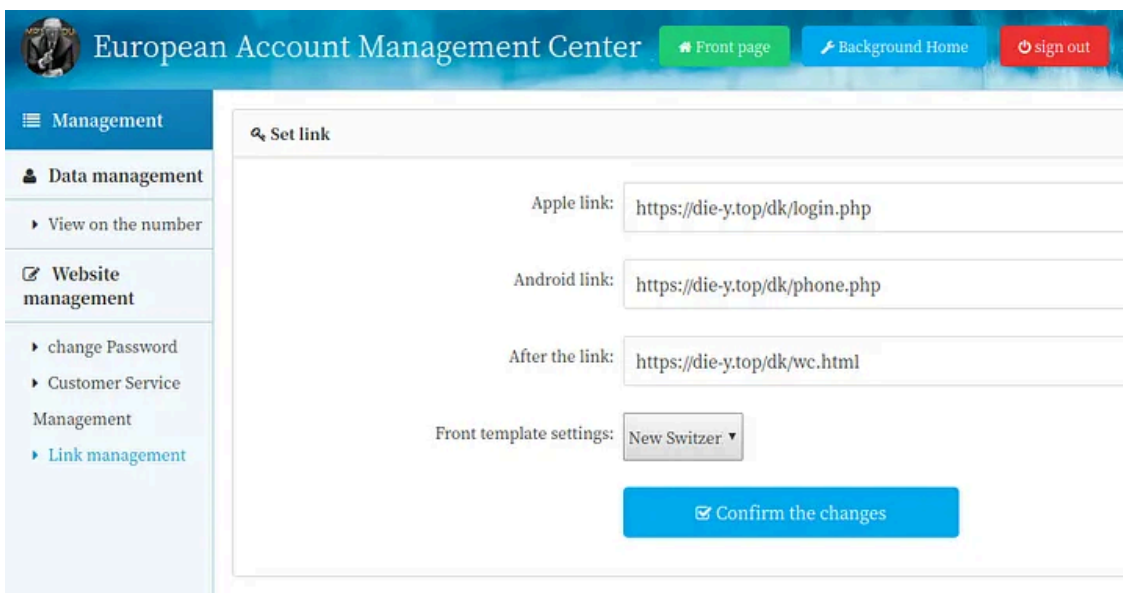 European Account Management Center
Front page
Background Home
sign out
Management
Set link
Data management
View on the number
Website
management
change Password
Customer Service
Management
Link management
Apple link:
https://die-y.top/dk/login.php
Android link:
https://die-y.top/dk/phone.php
After the link:
https://die-y.top/dk/wc.html
Front template settings:
New Switzer
Confirm the changes